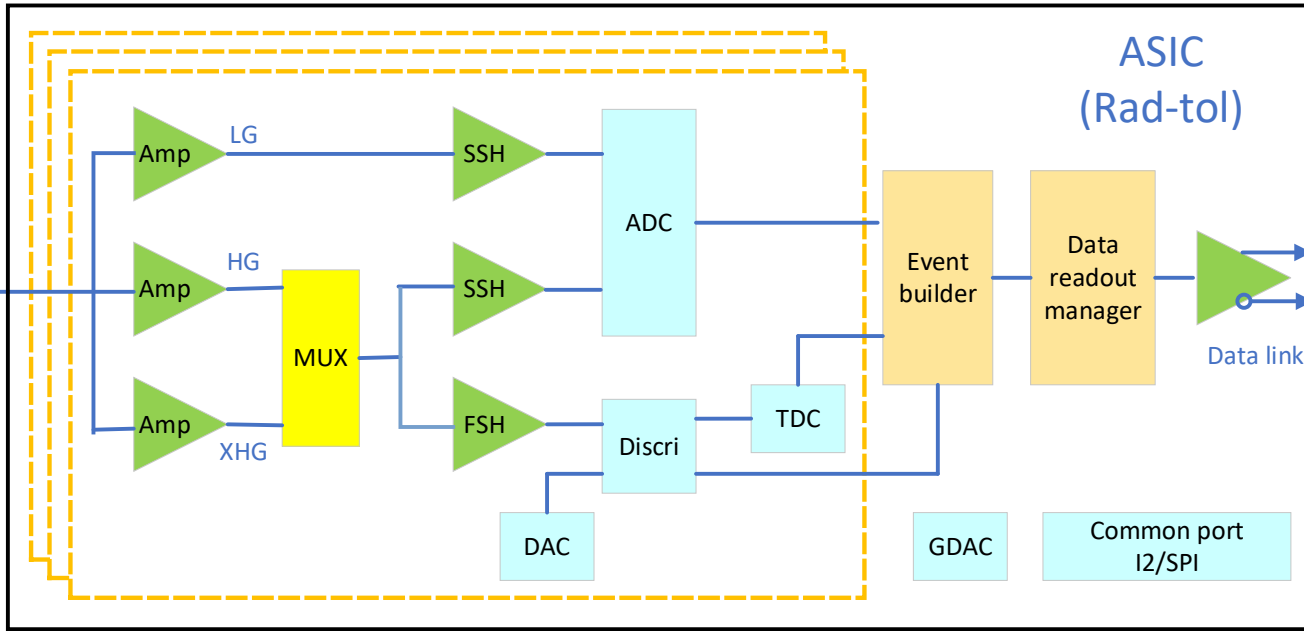 ASIC
(Rad-tol)
Amp
LG
SSH
ADC
Amp
HG
SSH
MUX
Amp
XHG
FSH
Discri
TDC
DAC
Event
builder
Data
readout
manager
Data link
GDAC
Common port
I2/SPI